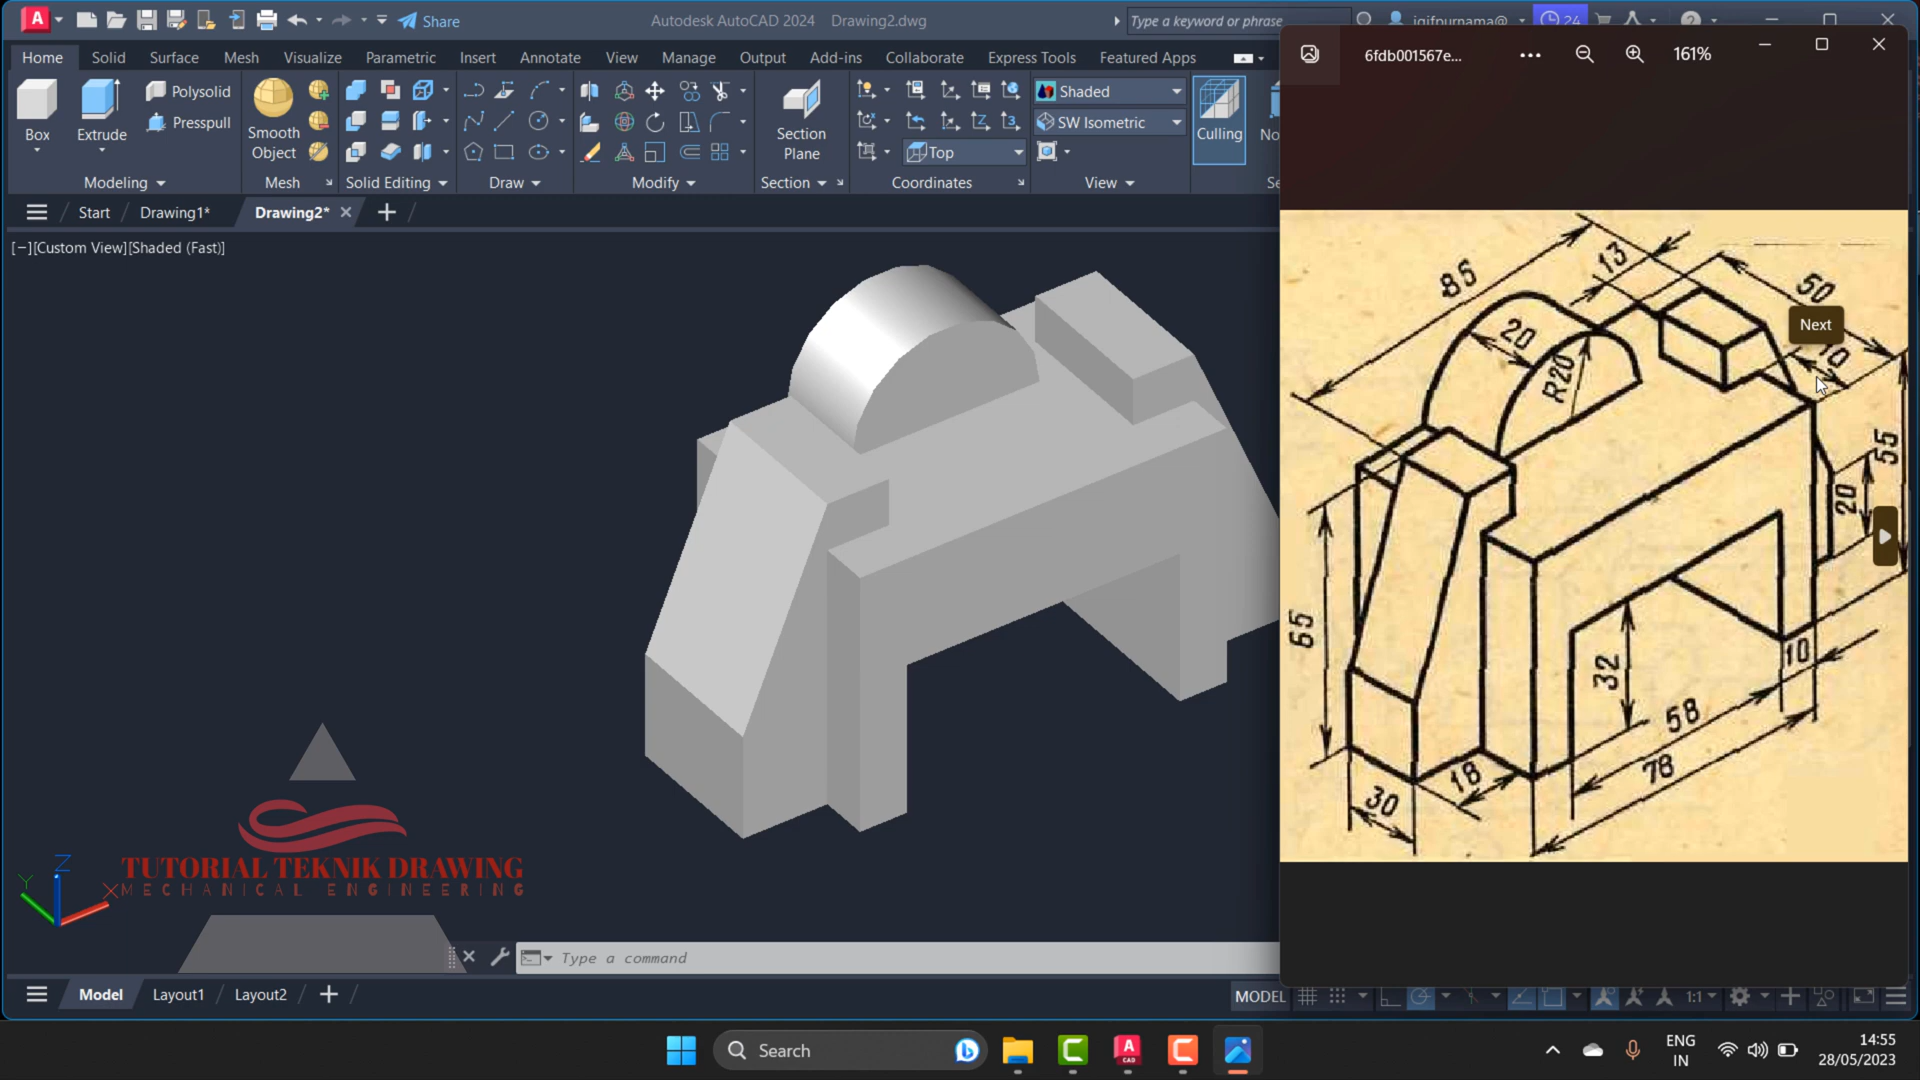 Share
Autodesk AutoCAD 2024 Drawing2.dwg
Type a keyword or phrase
24
Home Solid Surface Mesh Visualize Parametric Insert Annotate View Manage Output Add-ins Collaborate Express Tools Featured Apps
Box
Extrude
Polysolid
Presspull
Smooth
Object
Section
Plane
Shaded
SW Isometric
Top
Culling
Modeling
Mesh
Solid Editing
Draw
Modify
Section
Coordinates
View
Start
Drawing1*
Drawing2*
[−][Custom View][Shaded (Fast)]
6fdb001567e...
161%
86
13
50
Next
20
R20
10
55
20
65
32
10
58
78
18
30
Z
Y
X
TUTORIAL TEKNIK DRAWING
MECHANICAL ENGINEERING
Type a command
Model
Layout1
Layout2
MODEL
1:1
Search
ENG
IN
14:55
28/05/2023